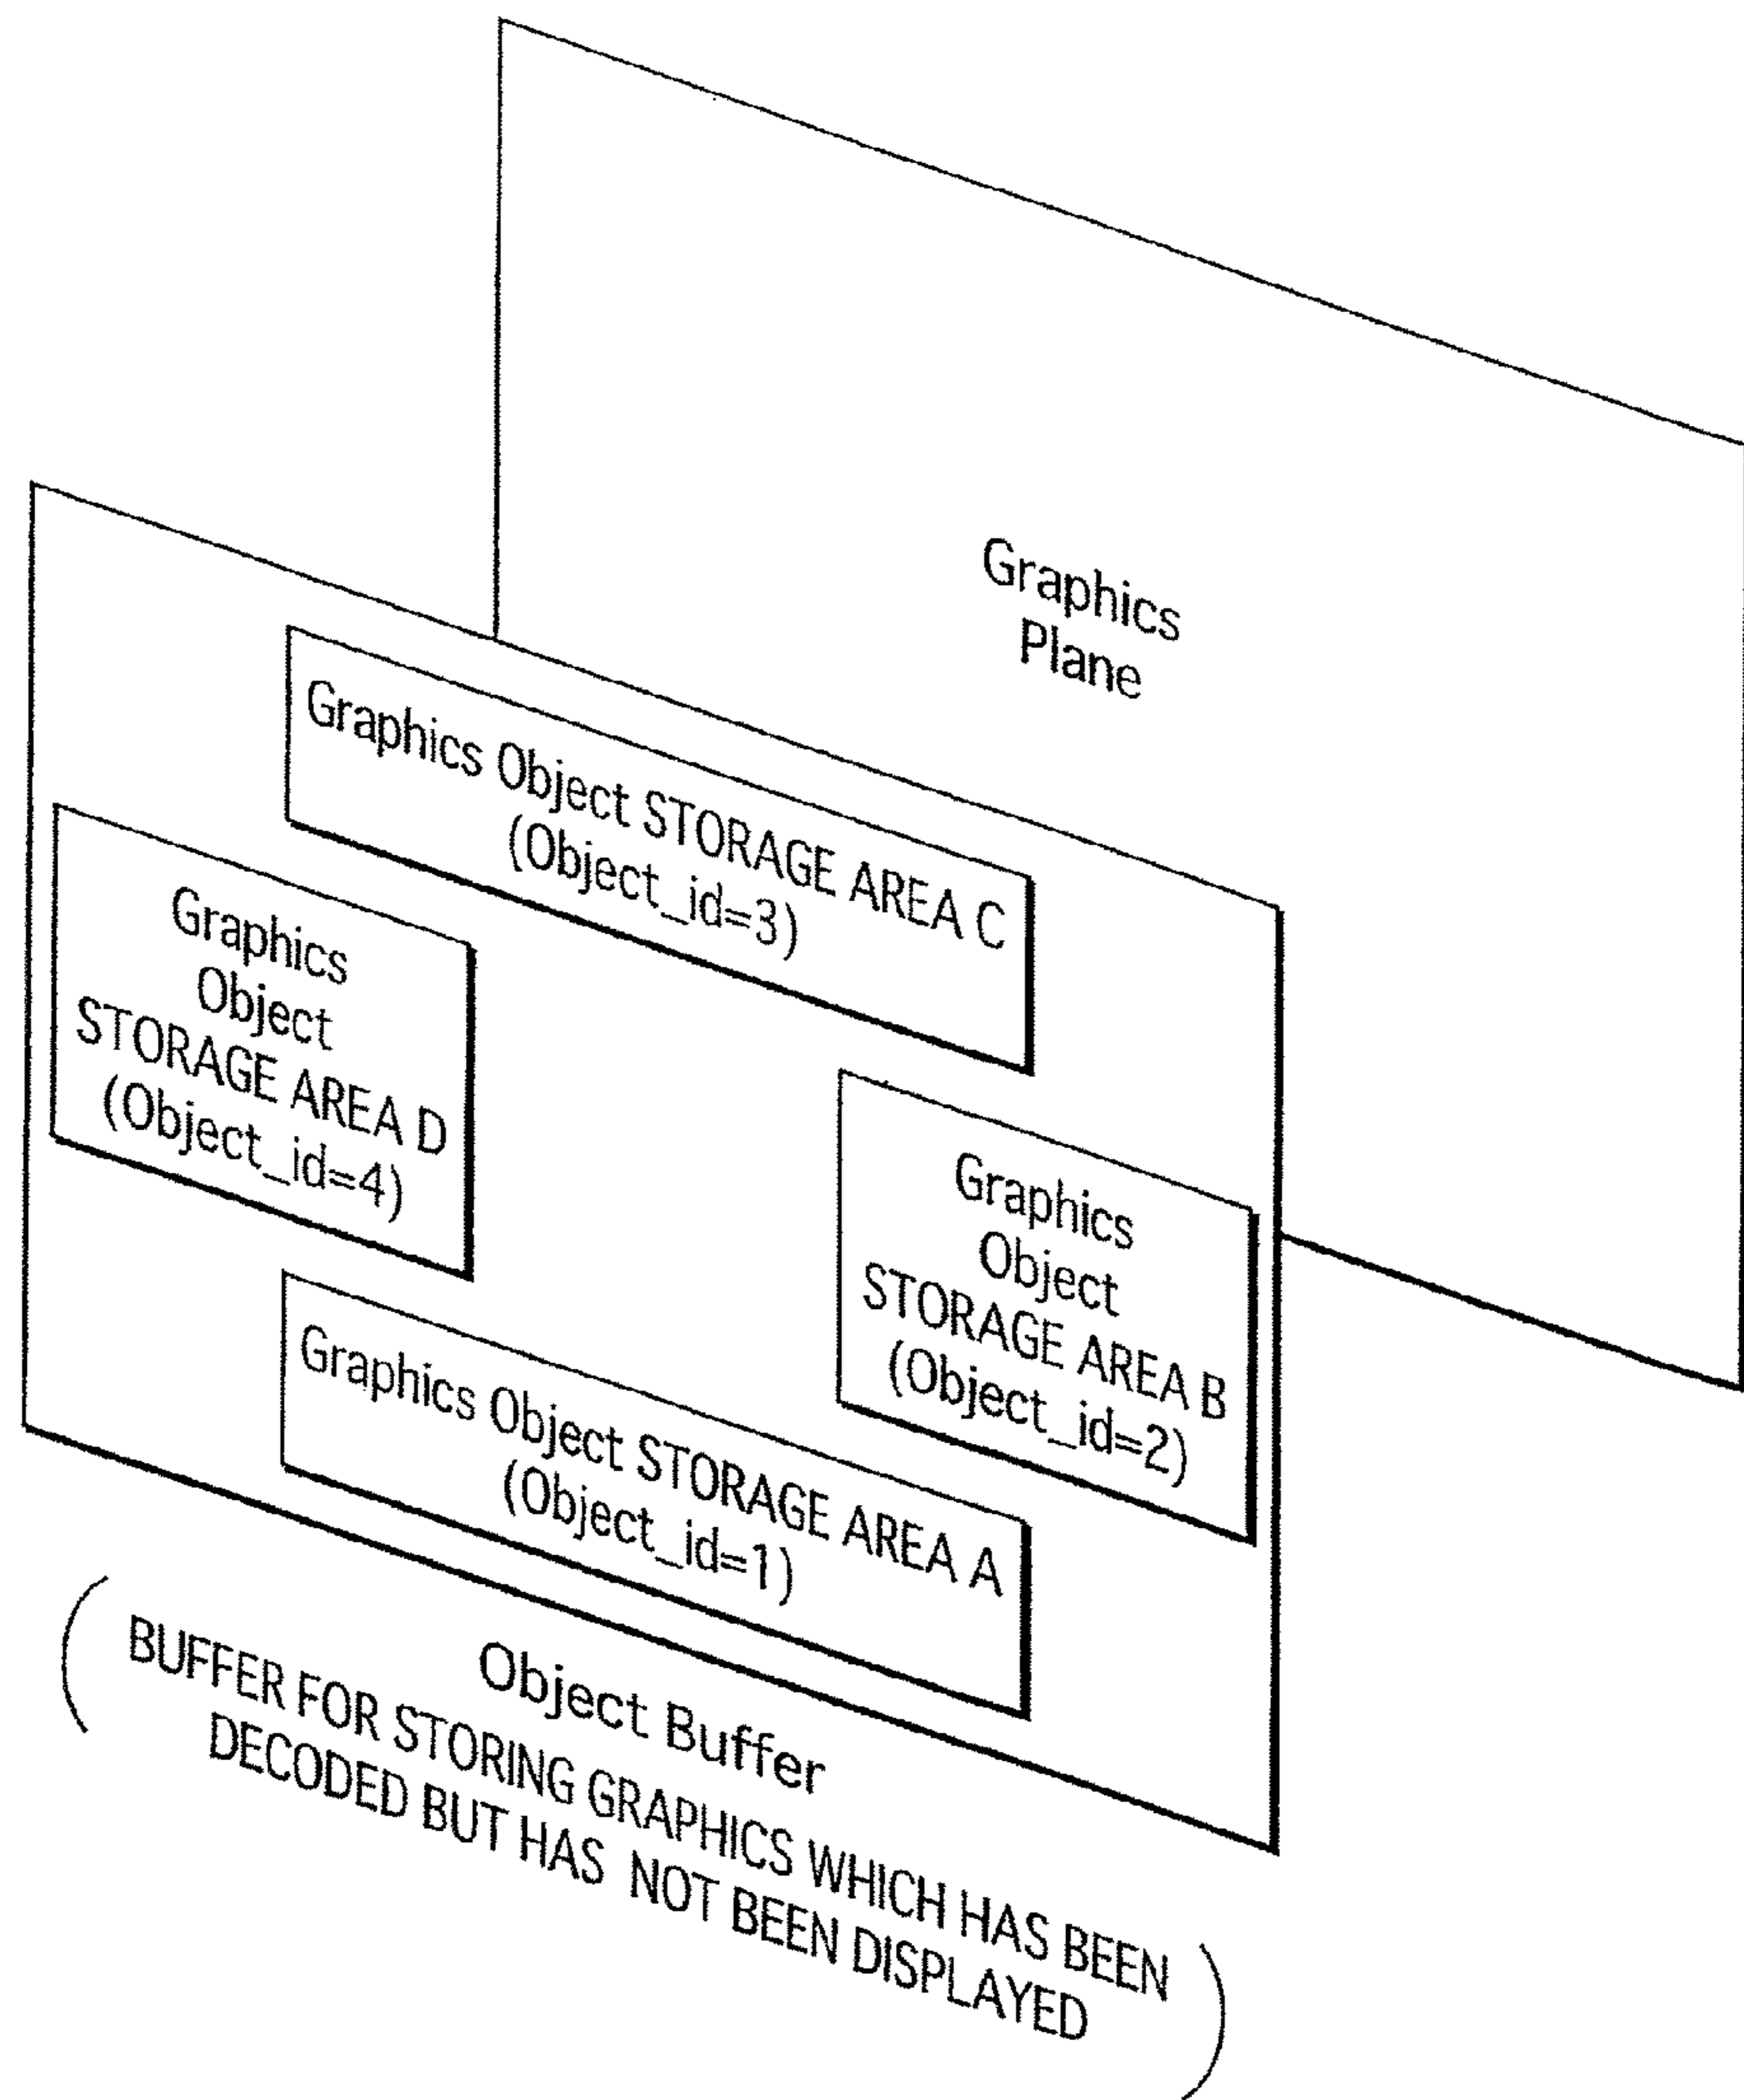 Graphics
Plane
Graphics Object STORAGE AREA C
(Object_id=3)
Graphics
Object
STORAGE AREA D
(Object_id=4)
Graphics
Object
STORAGE AREA B
(Object_id=2)
Graphics Object STORAGE AREA A
(Object_id=1)
Object Buffer
(BUFFER FOR STORING GRAPHICS WHICH HAS BEEN
DECODED BUT HAS NOT BEEN DISPLAYED)